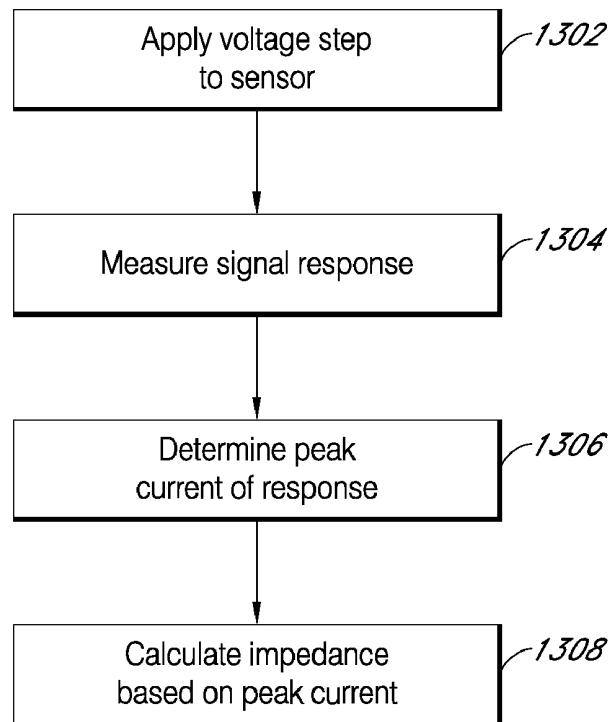 Apply voltage step
to sensor
1302
Measure signal response
1304
Determine peak
current of response
1306
Calculate impedance
based on peak current
1308